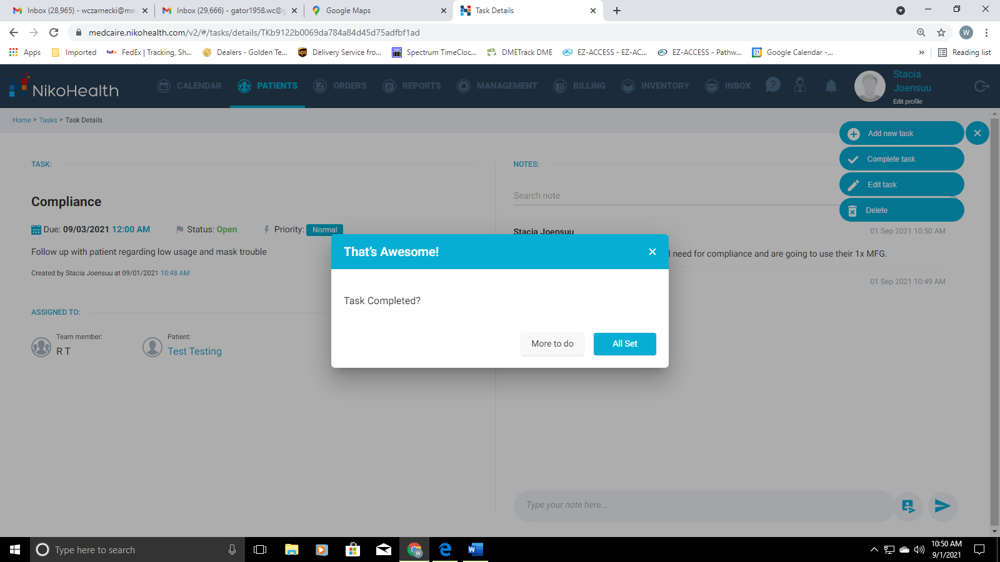 Inbox (28,965) - wczarnecki@me
Inbox (29,666) - gator1958.wc@g
Google Maps
Task Details
medcaire.nikohealth.com/v2/#/tasks/details/TKb9122b0069da784a84d45d75adfbf1ad
W
Apps
Imported
FedEx | Tracking, Sh...
Dealers - Golden Te...
Delivery Service fro...
Spectrum TimeCloc...
DMETrack DME
EZ-ACCESS - EZ-AC...
EZ-ACCESS - Pathw...
Google Calendar -...
»
Reading list
NikoHealth
CALENDAR
PATIENTS
ORDERS
REPORTS
MANAGEMENT
BILLING
INVENTORY
INBOX
Stacia
Joensuu
Edit profile
Home > Tasks > Task Details
Add new task
Complete task
Edit task
Delete
TASK:
Compliance
Due: 09/03/2021 12:00 AM
Status: Open
Priority: Normal
Follow up with patient regarding low usage and mask trouble
Created by Stacia Joensuu at 09/01/2021 10:48 AM
ASSIGNED TO:
Team member:
R T
Patient:
Test Testing
NOTES:
Search note
Stacia Joensuu
01 Sep 2021 10:50 AM
need for compliance and are going to use their 1x MFG.
01 Sep 2021 10:49 AM
That's Awesome!
Task Completed?
More to do
All Set
Type your note here...
Type here to search
10:50 AM
9/1/2021